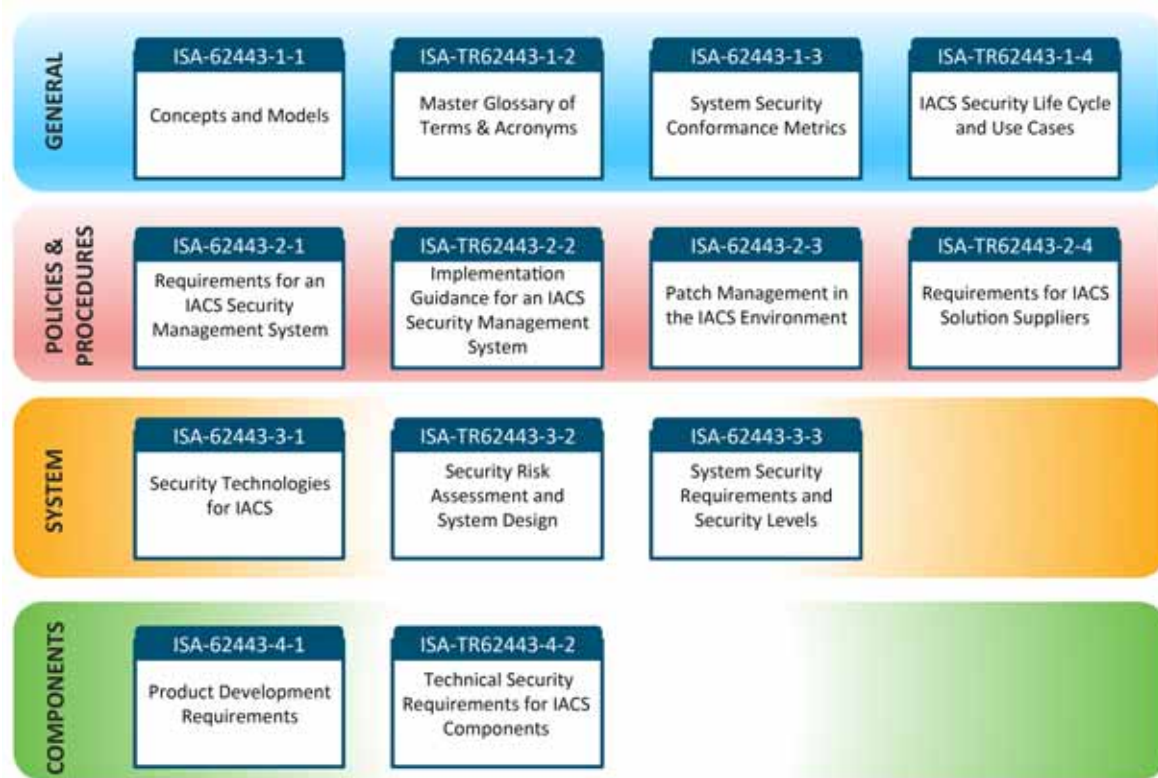 GENERAL
ISA-62443-1-1
Concepts and Models
ISA-TR62443-1-2
Master Glossary of
Terms & Acronyms
ISA-62443-1-3
System Security
Conformance Metrics
ISA-TR62443-1-4
IACS Security Life Cycle
and Use Cases
POLICIES &
PROCEDURES
ISA-62443-2-1
Requirements for an
IACS Security
Management System
ISA-TR62443-2-2
Implementation
Guidance for an IACS
Security Management
System
ISA-62443-2-3
Patch Management in
the IACS Environment
ISA-TR62443-2-4
Requirements for IACS
Solution Suppliers
SYSTEM
ISA-62443-3-1
Security Technologies
for IACS
ISA-TR62443-3-2
Security Risk
Assessment and
System Design
ISA-62443-3-3
System Security
Requirements and
Security Levels
COMPONENTS
ISA-62443-4-1
Product Development
Requirements
ISA-TR62443-4-2
Technical Security
Requirements for IACS
Components